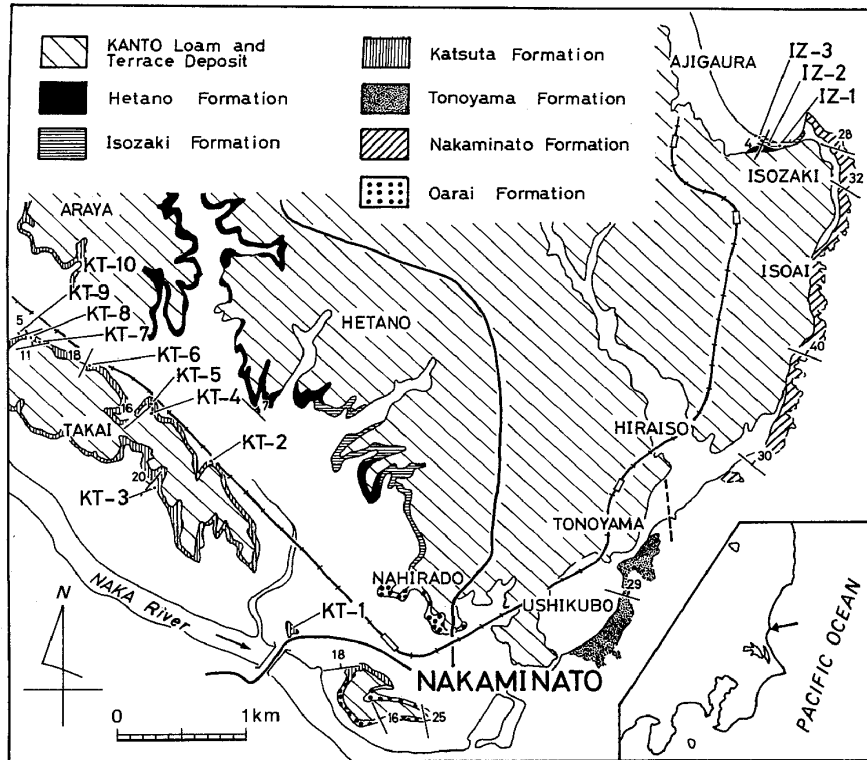 KANTO Loam and
Terrace Deposit
Hetano Formation
Isozaki Formation
Katsuta Formation
Tonoyama Formation
Nakaminato Formation
Oarai Formation
AJIGAURA
IZ-3
IZ-2
IZ-1
4
28
ISOZAKI
32
ISOAI
40
ARAYA
KT-10
KT-9
5
KT-8
KT-7
11
18
KT-6
HETANO
KT-5
16
KT-4
7
TAKAI
HIRAISO
KT-2
30
20
KT-3
TONOYAMA
NAHIRADO
29
USHIKUBO
NAKA River
N
KT-1
18
NAKAMINATO
16
25
0
1km
PACIFIC OCEAN